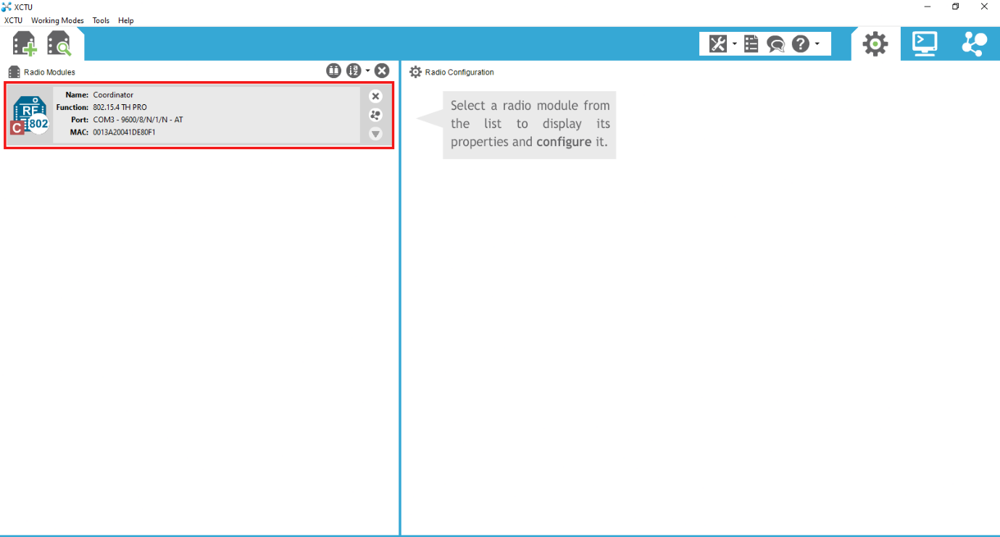 XCTU
XCTU Working Modes Tools Help
Radio Modules
Radio Configuration
Name: Coordinator
Function: 802.15.4 TH PRO
Port: COM3 - 9600/8/N/1/N - AT
MAC: 0013A20041DE80F1
RF
802
C
Select a radio module from
the list to display its
properties and configure it.